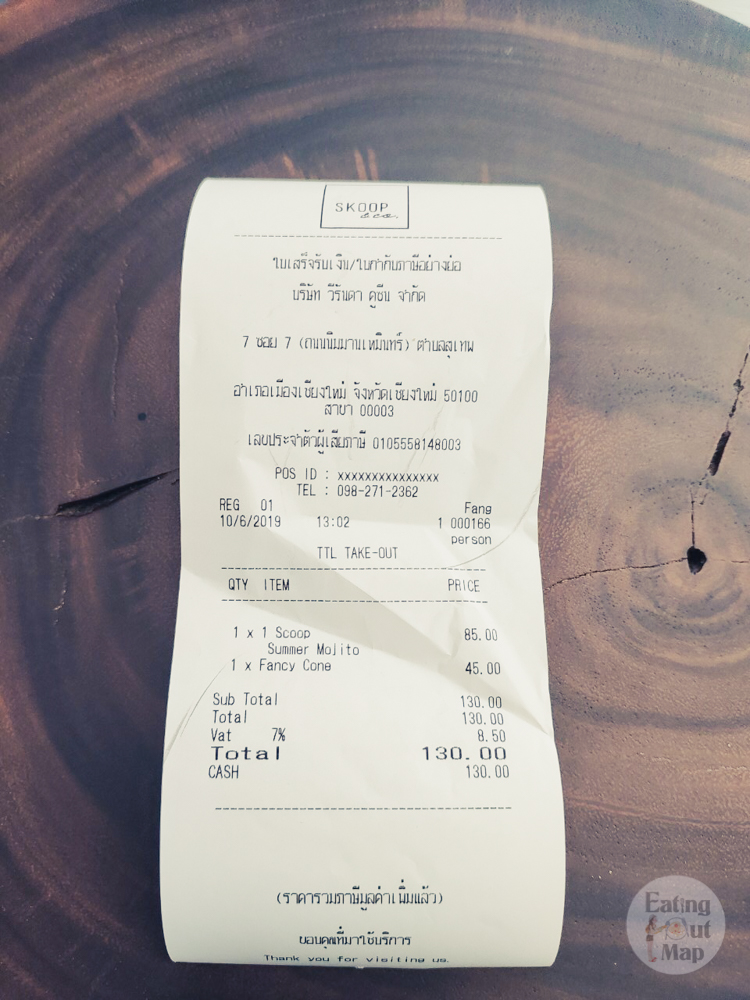 SKOOP
&co.
ใบเสร็จรับเงิน/ใบกำกับภาษีอย่างย่อ
บริษัท วีรันดา คูซีน จำกัด
7 ซอย 7 (ถนนนิมมานเหมินทร์) ตำบลสุเทพ
อำเภอเมืองเชียงใหม่ จังหวัดเชียงใหม่ 50100
สาขา 00003
เลขประจำตัวผู้เสียภาษี 0105558148003
POS ID : xxxxxxxxxxxxxxx
TEL : 098-271-2362
REG 01 Fang
10/6/2019 13:02 1 000166
person
TTL TAKE-OUT
QTY ITEM PRICE
1 x 1 Scoop 85.00
Summer Mojito
1 x Fancy Cone 45.00
Sub Total 130.00
Total 130.00
Vat 7% 8.50
Total 130.00
CASH 130.00
(ราคารวมภาษีมูลค่าเพิ่มแล้ว)
ขอบคุณที่มาใช้บริการ
Thank you for visiting us.
Eating
Out
Map